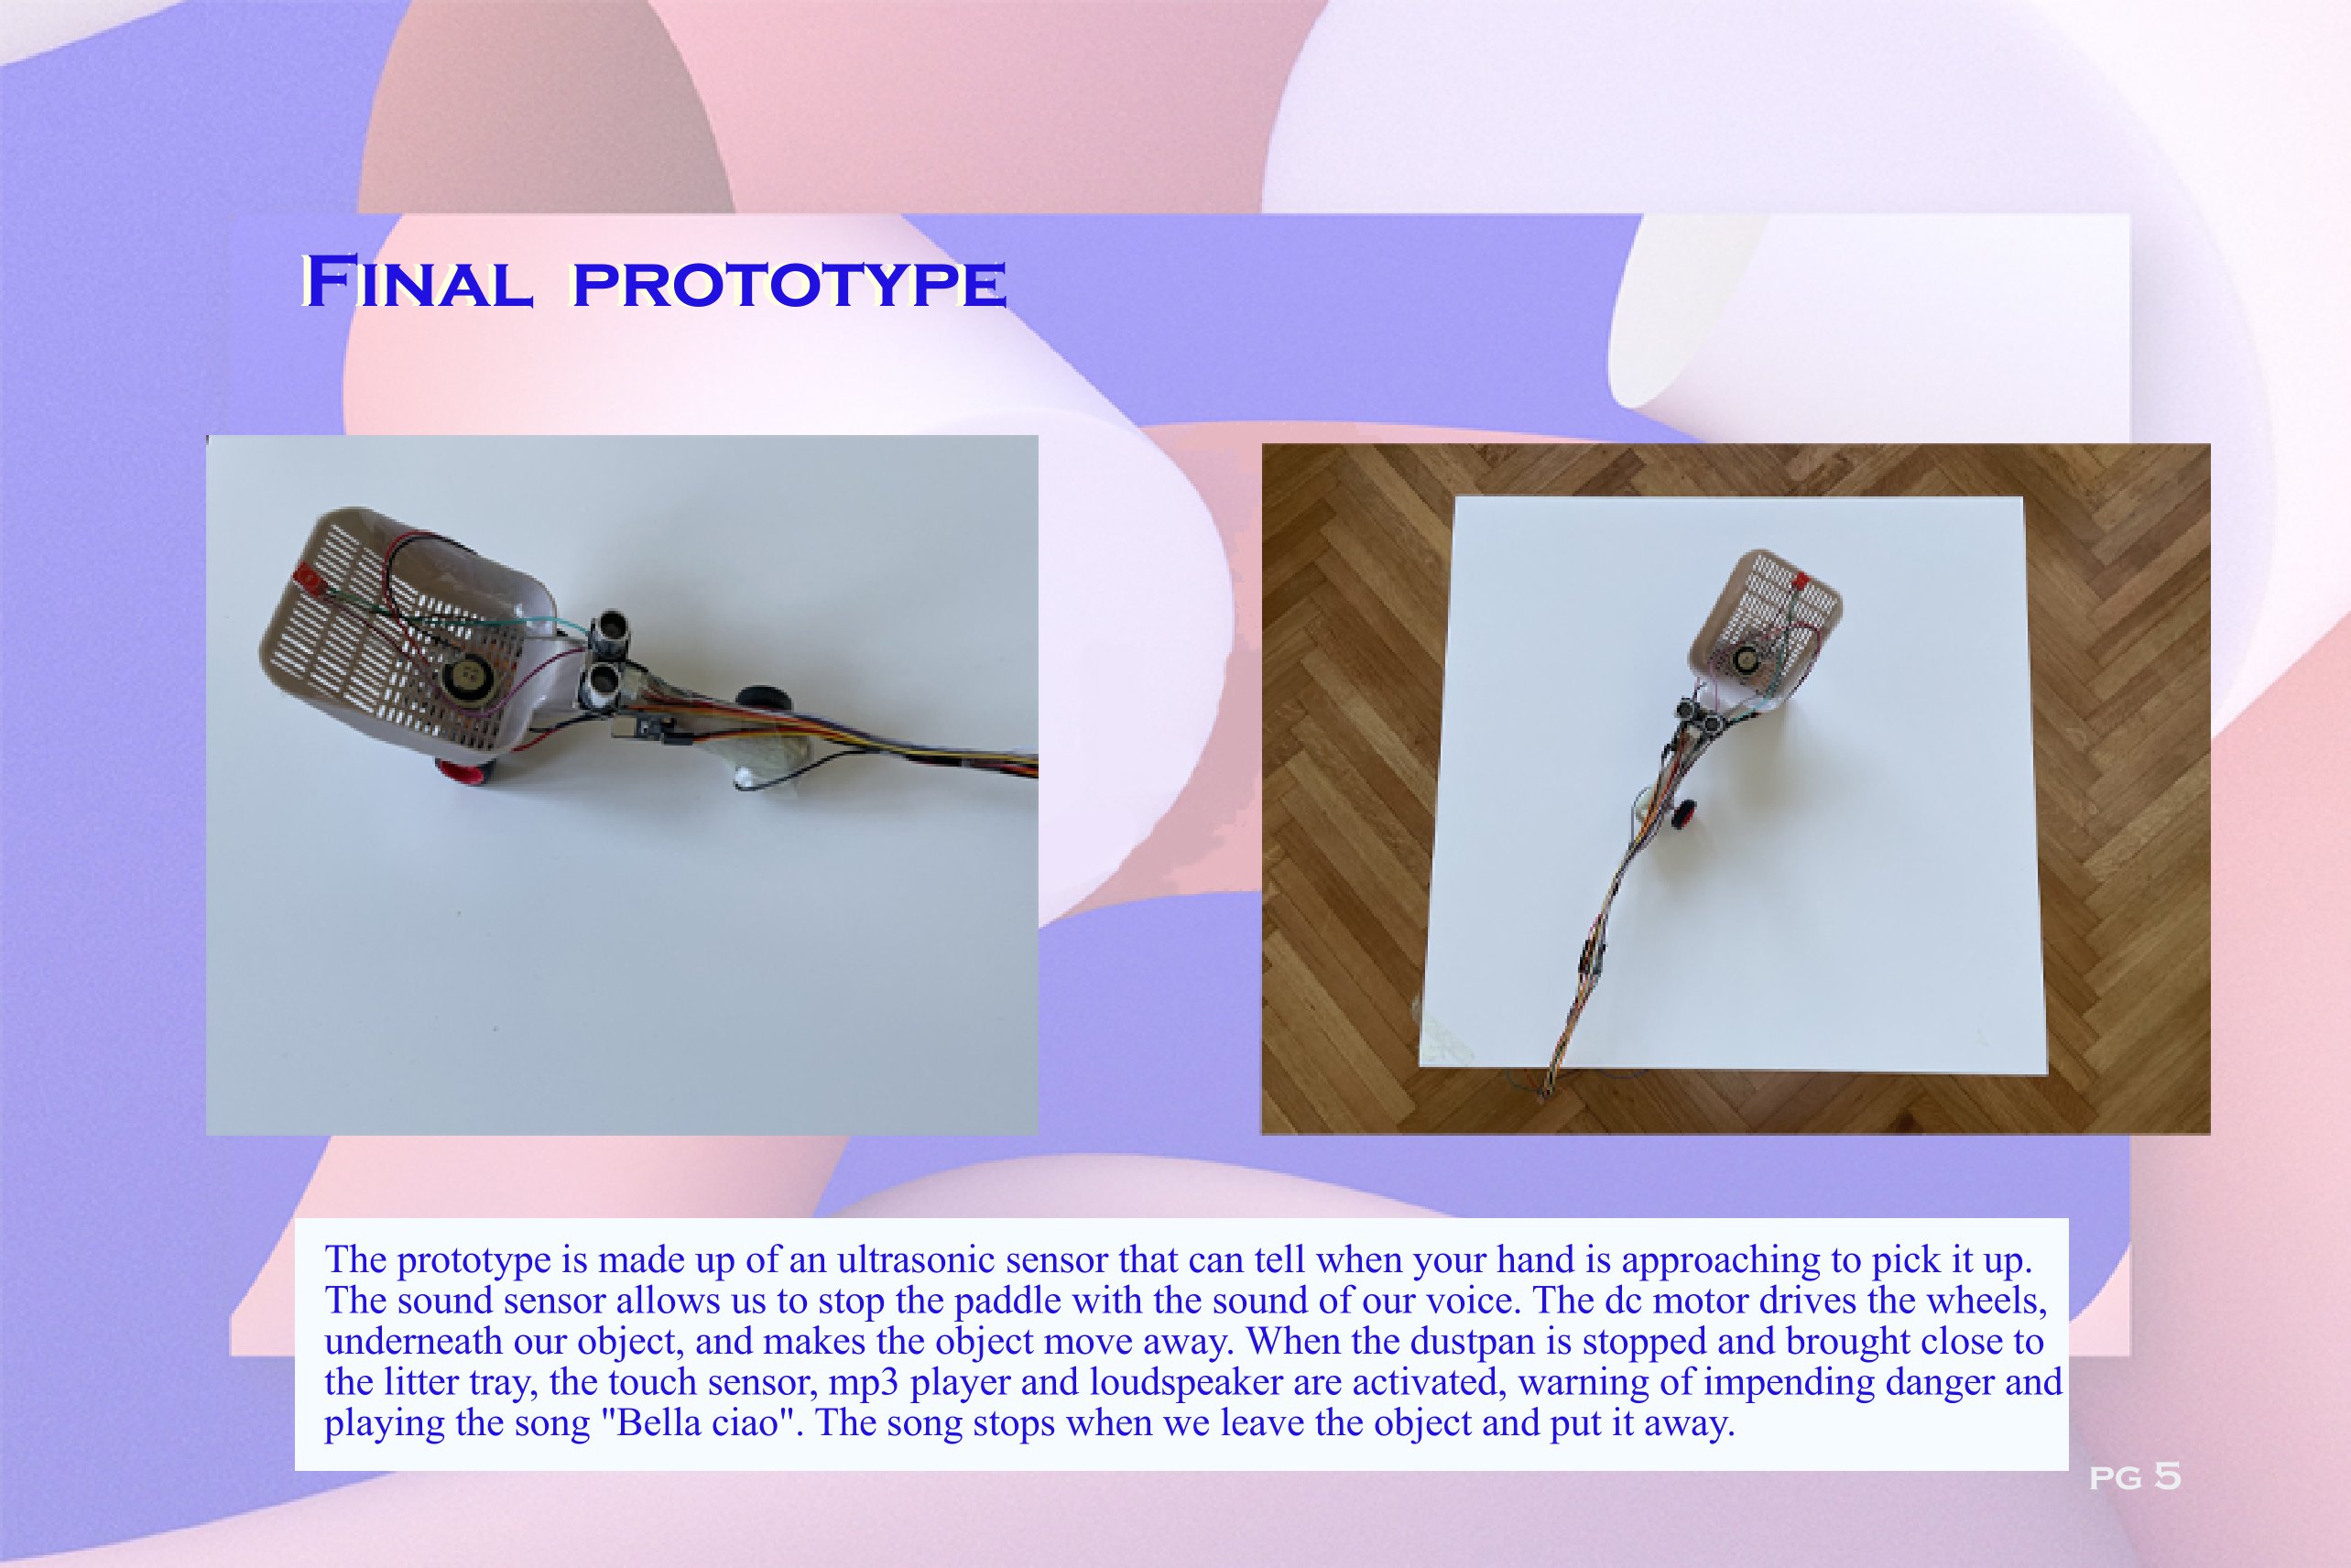 Final prototype
The prototype is made up of an ultrasonic sensor that can tell when your hand is approaching to pick it up.
The sound sensor allows us to stop the paddle with the sound of our voice. The dc motor drives the wheels,
underneath our object, and makes the object move away. When the dustpan is stopped and brought close to
the litter tray, the touch sensor, mp3 player and loudspeaker are activated, warning of impending danger and
playing the song "Bella ciao". The song stops when we leave the object and put it away.
pg 5